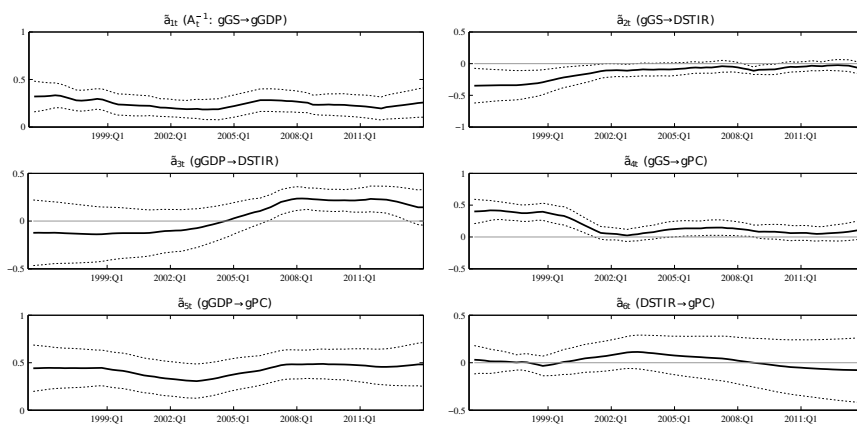 ã1t (At−1: gGS→gGDP)
1
0.5
0
1999:Q1 2002:Q1 2005:Q1 2008:Q1 2011:Q1
ã2t (gGS→DSTIR)
0
−0.5
−1
1999:Q1 2002:Q1 2005:Q1 2008:Q1 2011:Q1
ã3t (gGDP→DSTIR)
0.5
0
−0.5
1999:Q1 2002:Q1 2005:Q1 2008:Q1 2011:Q1
ã4t (gGS→gPC)
1
0.5
0
0.5
1999:Q1 2002:Q1 2005:Q1 2008:Q1 2011:Q1
ã5t (gGDP→gPC)
1
0.5
0
1999:Q1 2002:Q1 2005:Q1 2008:Q1 2011:Q1
ã6t (DSTIR→gPC)
0.5
0
−0.5
1999:Q1 2002:Q1 2005:Q1 2008:Q1 2011:Q1